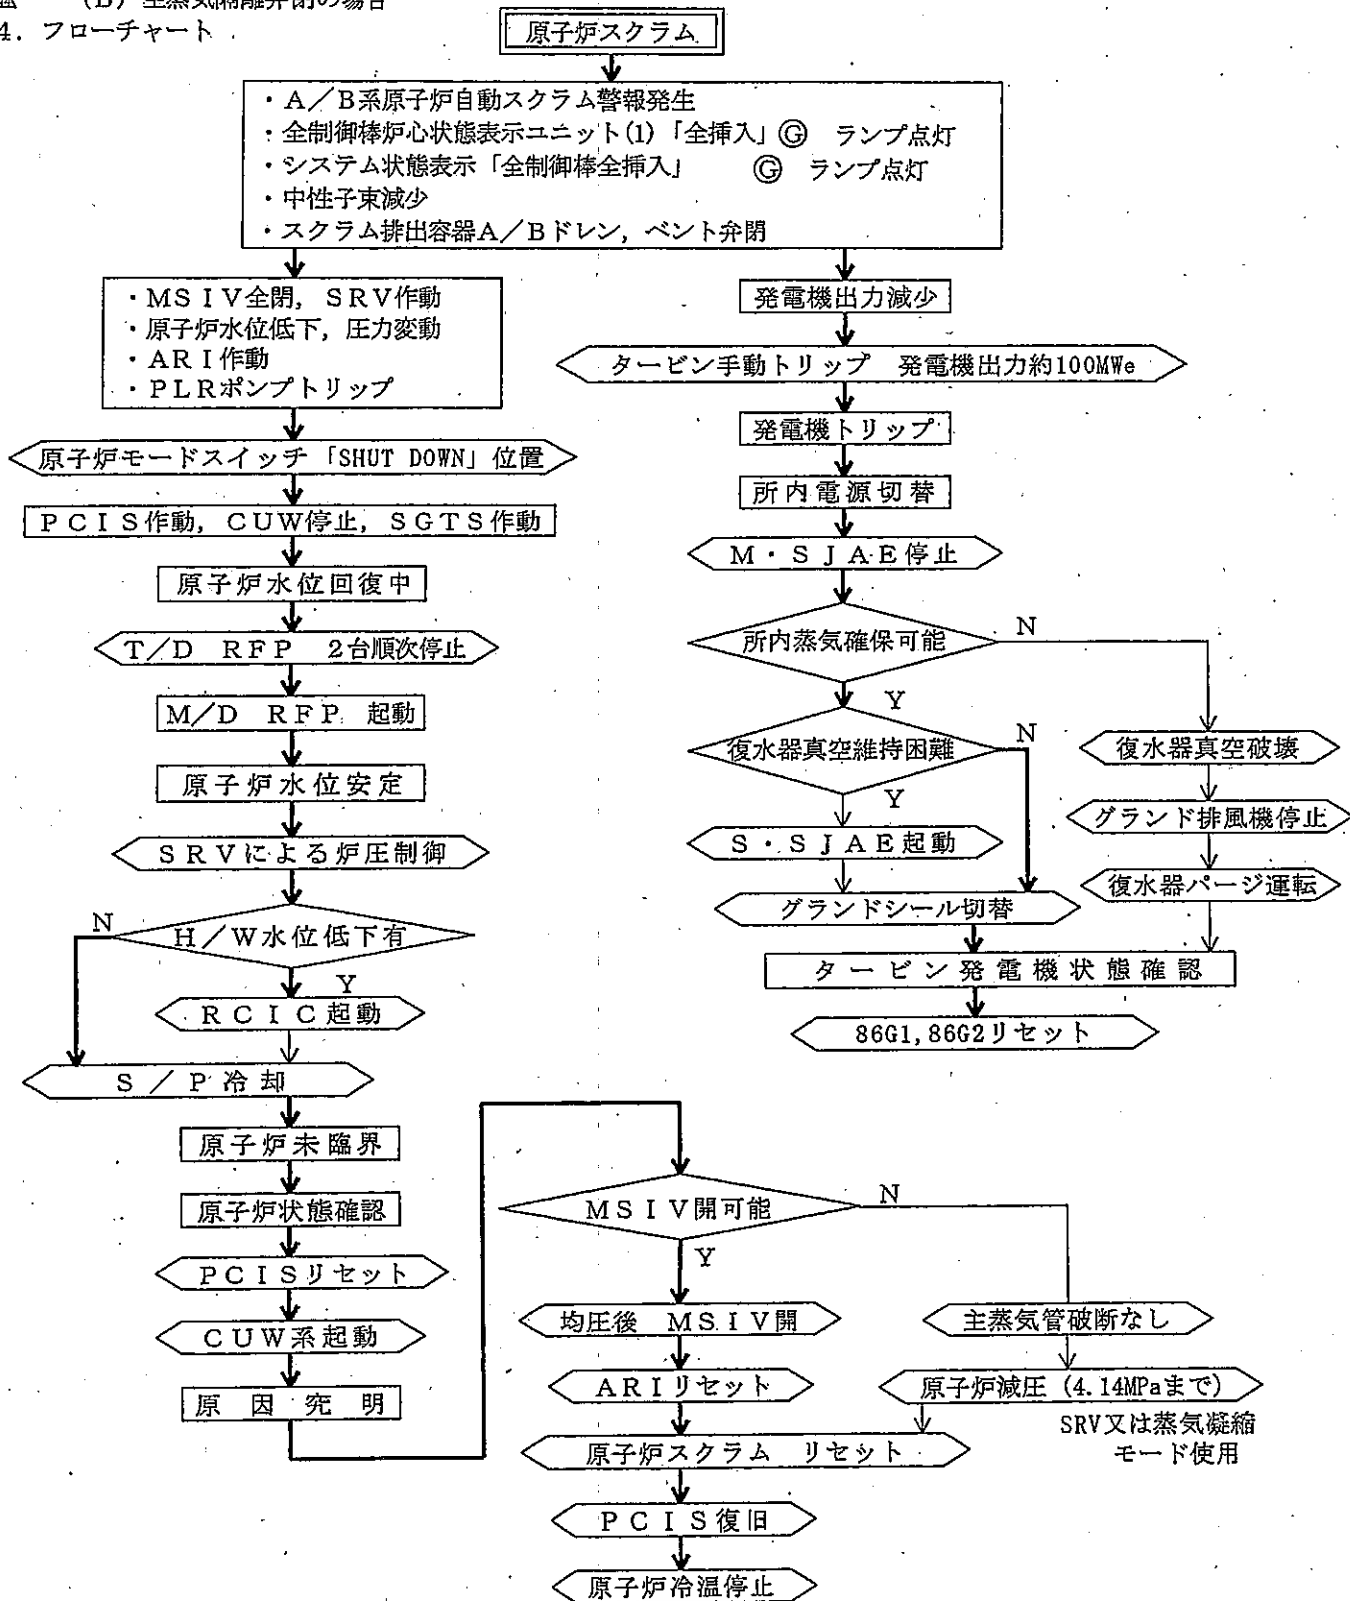 (B) 主蒸気隔離弁閉の場合
4. フローチャート
原子炉スクラム
・A/B系原子炉自動スクラム警報発生
・全制御棒炉心状態表示ユニット(1)「全挿入」Ⓖ ランプ点灯
・システム状態表示「全制御棒全挿入」 Ⓖ ランプ点灯
・中性子束減少
・スクラム排出容器A/Bドレン, ベント弁閉
・MSIV全閉, SRV作動
・原子炉水位低下, 圧力変動
・ARI作動
・PLRポンプトリップ
原子炉モードスイッチ「SHUT DOWN」位置
PCIS作動, CUW停止, SGTS作動
原子炉水位回復中
T/D RFP 2台順次停止
M/D RFP 起動
原子炉水位安定
SRVによる炉圧制御
H/W水位低下有
N
Y
RCIC起動
S/P冷却
原子炉未臨界
原子炉状態確認
PCISリセット
CUW系起動
原因究明
発電機出力減少
タービン手動トリップ 発電機出力約100MWe
発電機トリップ
所内電源切替
M・SJAE停止
所内蒸気確保可能
N
Y
復水器真空維持困難
N
Y
S・SJAE起動
グランドシール切替
復水器真空破壊
グランド排風機停止
復水器パージ運転
タービン発電機状態確認
86G1,86G2リセット
MSIV開可能
N
Y
均圧後 MSIV開
ARIリセット
主蒸気管破断なし
原子炉減圧(4.14MPaまで)
SRV又は蒸気凝縮
モード使用
原子炉スクラム リセット
PCIS復旧
原子炉冷温停止